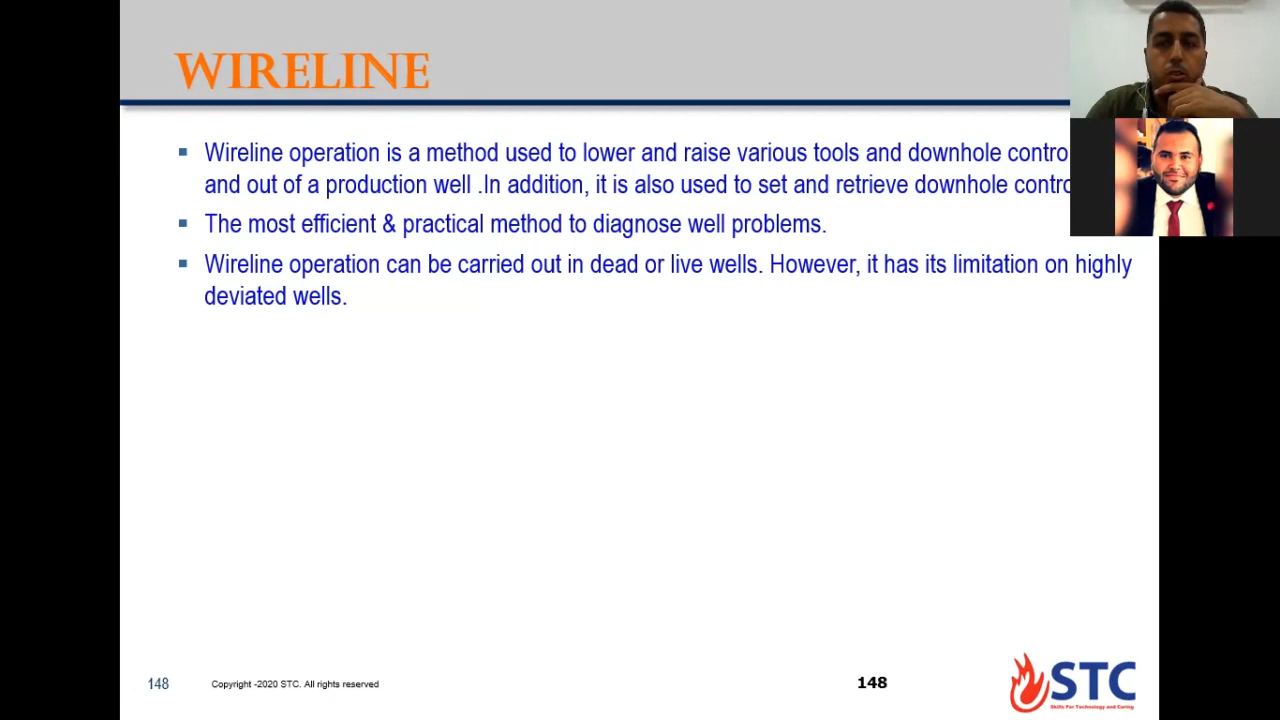 WIRELINE
Wireline operation is a method used to lower and raise various tools and downhole
and out of a production well .In addition, it is also used to set and retrieve downhole
The most efficient & practical method to diagnose well problems.
Wireline operation can be carried out in dead or live wells. However, it has its limitation on highly
deviated wells.
148
Copyright -2020 STC. All rights reserved
148
STC
Skills For Technology and Caring